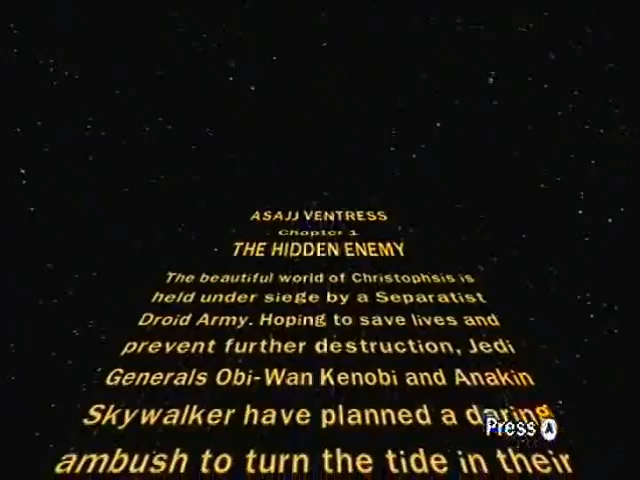 ASAJJ VENTRESS
Chapter 1
THE HIDDEN ENEMY
The beautiful world of Christophsis is
held under siege by a Separatist
Droid Army. Hoping to save lives and
prevent further destruction, Jedi
Generals Obi-Wan Kenobi and Anakin
Skywalker have planned a daring
Press A
ambush to turn the tide in their